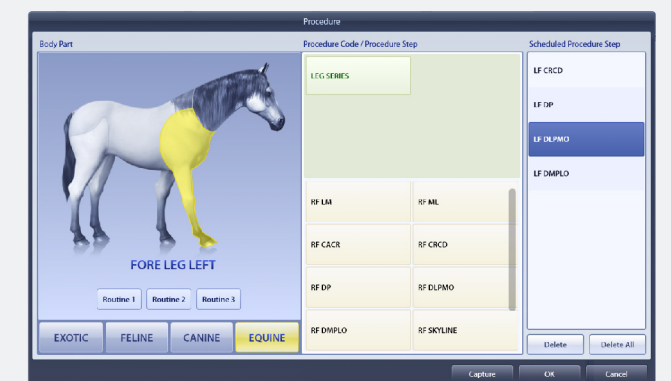 Procedure
Body Part
Procedure Code / Procedure Step
Scheduled Procedure Step
LEG SERIES
LF CRCD
LF DP
LF DLPMO
LF DMPLO
RF LM
RF ML
RF CACR
RF CRCD
RF DP
RF DLPMO
RF DMPLO
RF SKYLINE
FORE LEG LEFT
Routine 1
Routine 2
Routine 3
EXOTIC
FELINE
CANINE
EQUINE
Delete
Delete All
Capture
OK
Cancel